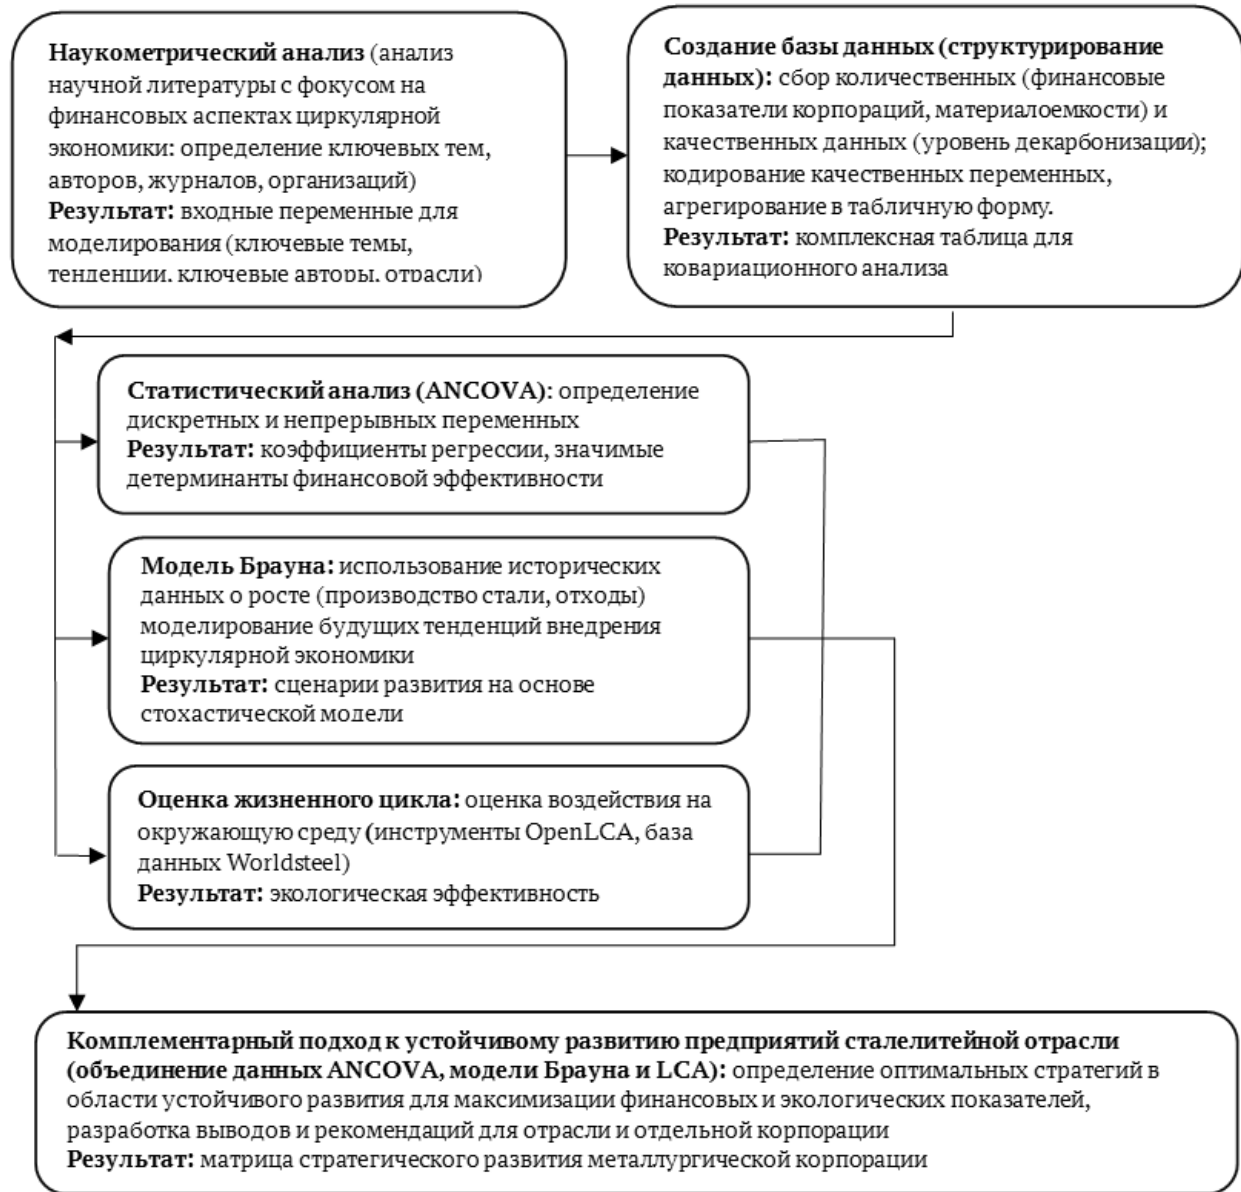 Наукометрический анализ (анализ
научной литературы с фокусом на
финансовых аспектах циркулярной
экономики: определение ключевых тем,
авторов, журналов, организаций)
Результат: входные переменные для
моделирования (ключевые темы,
тенденции, ключевые авторы, отрасли)
Создание базы данных (структурирование
данных): сбор количественных (финансовые
показатели корпораций, материалоемкости) и
качественных данных (уровень декарбонизации);
кодирование качественных переменных,
агрегирование в табличную форму.
Результат: комплексная таблица для
ковариационного анализа
Статистический анализ (ANCOVA): определение
дискретных и непрерывных переменных
Результат: коэффициенты регрессии, значимые
детерминанты финансовой эффективности
Модель Брауна: использование исторических
данных о росте (производство стали, отходы)
моделирование будущих тенденций внедрения
циркулярной экономики
Результат: сценарии развития на основе
стохастической модели
Оценка жизненного цикла: оценка воздействия на
окружающую среду (инструменты OpenLCA, база
данных Worldsteel)
Результат: экологическая эффективность
Комплементарный подход к устойчивому развитию предприятий сталелитейной отрасли
(объединение данных ANCOVA, модели Брауна и LCA): определение оптимальных стратегий в
области устойчивого развития для максимизации финансовых и экологических показателей,
разработка выводов и рекомендаций для отрасли и отдельной корпорации
Результат: матрица стратегического развития металлургической корпорации